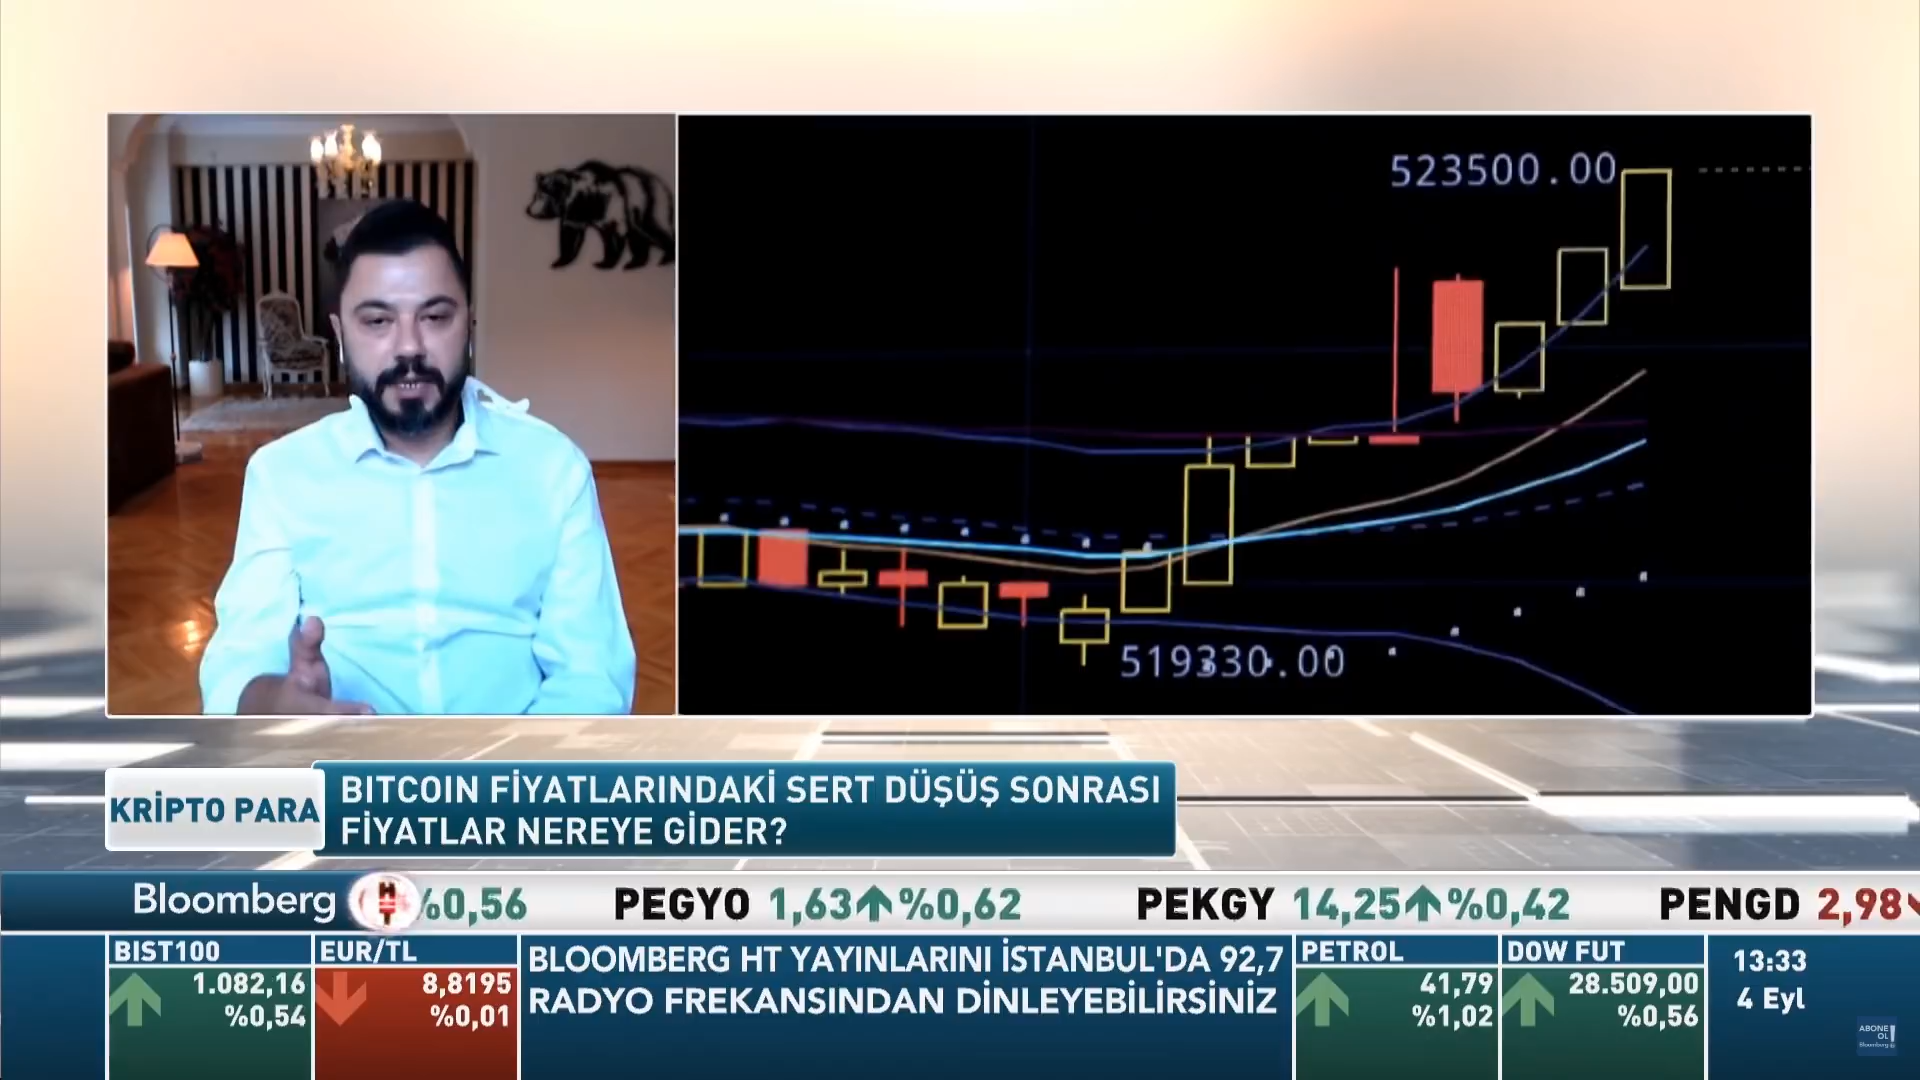 523500.00
519330.00
KRİPTO PARA
BITCOIN FİYATLARINDAKİ SERT DÜŞÜŞ SONRASI
FİYATLAR NEREYE GİDER?
Bloomberg HT
%0,56 PEGYO 1,63 %0,62 PEKGY 14,25 %0,42 PENGD 2,98
BIST100
1.082,16
%0,54
EUR/TL
8,8195
%0,01
BLOOMBERG HT YAYINLARINI İSTANBUL'DA 92,7
RADYO FREKANSINDAN DİNLEYEBİLİRSİNİZ
PETROL
41,79
%1,02
DOW FUT
28.509,00
%0,56
13:33
4 Eyl
ABONE
OL!
Bloomberg